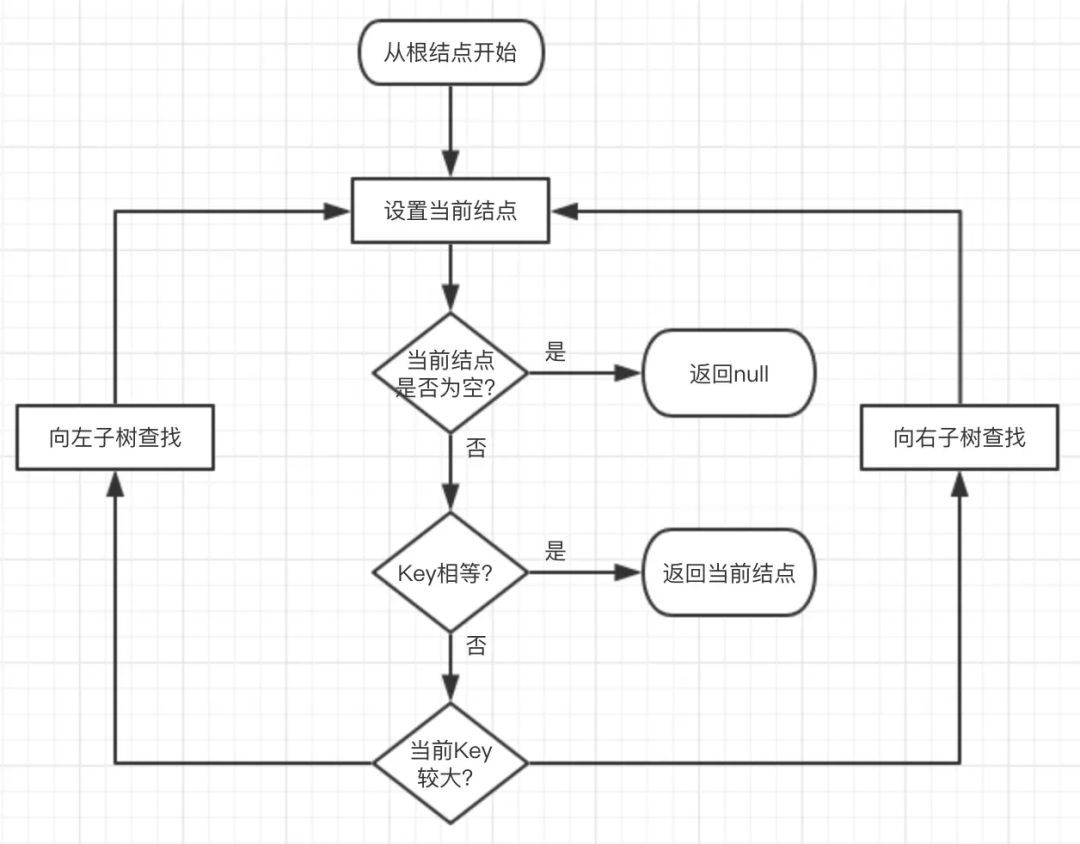 从根结点开始
设置当前结点
当前结点
是否为空?
是
返回null
否
向左子树查找
向右子树查找
Key相等?
是
返回当前结点
否
当前Key
较大?